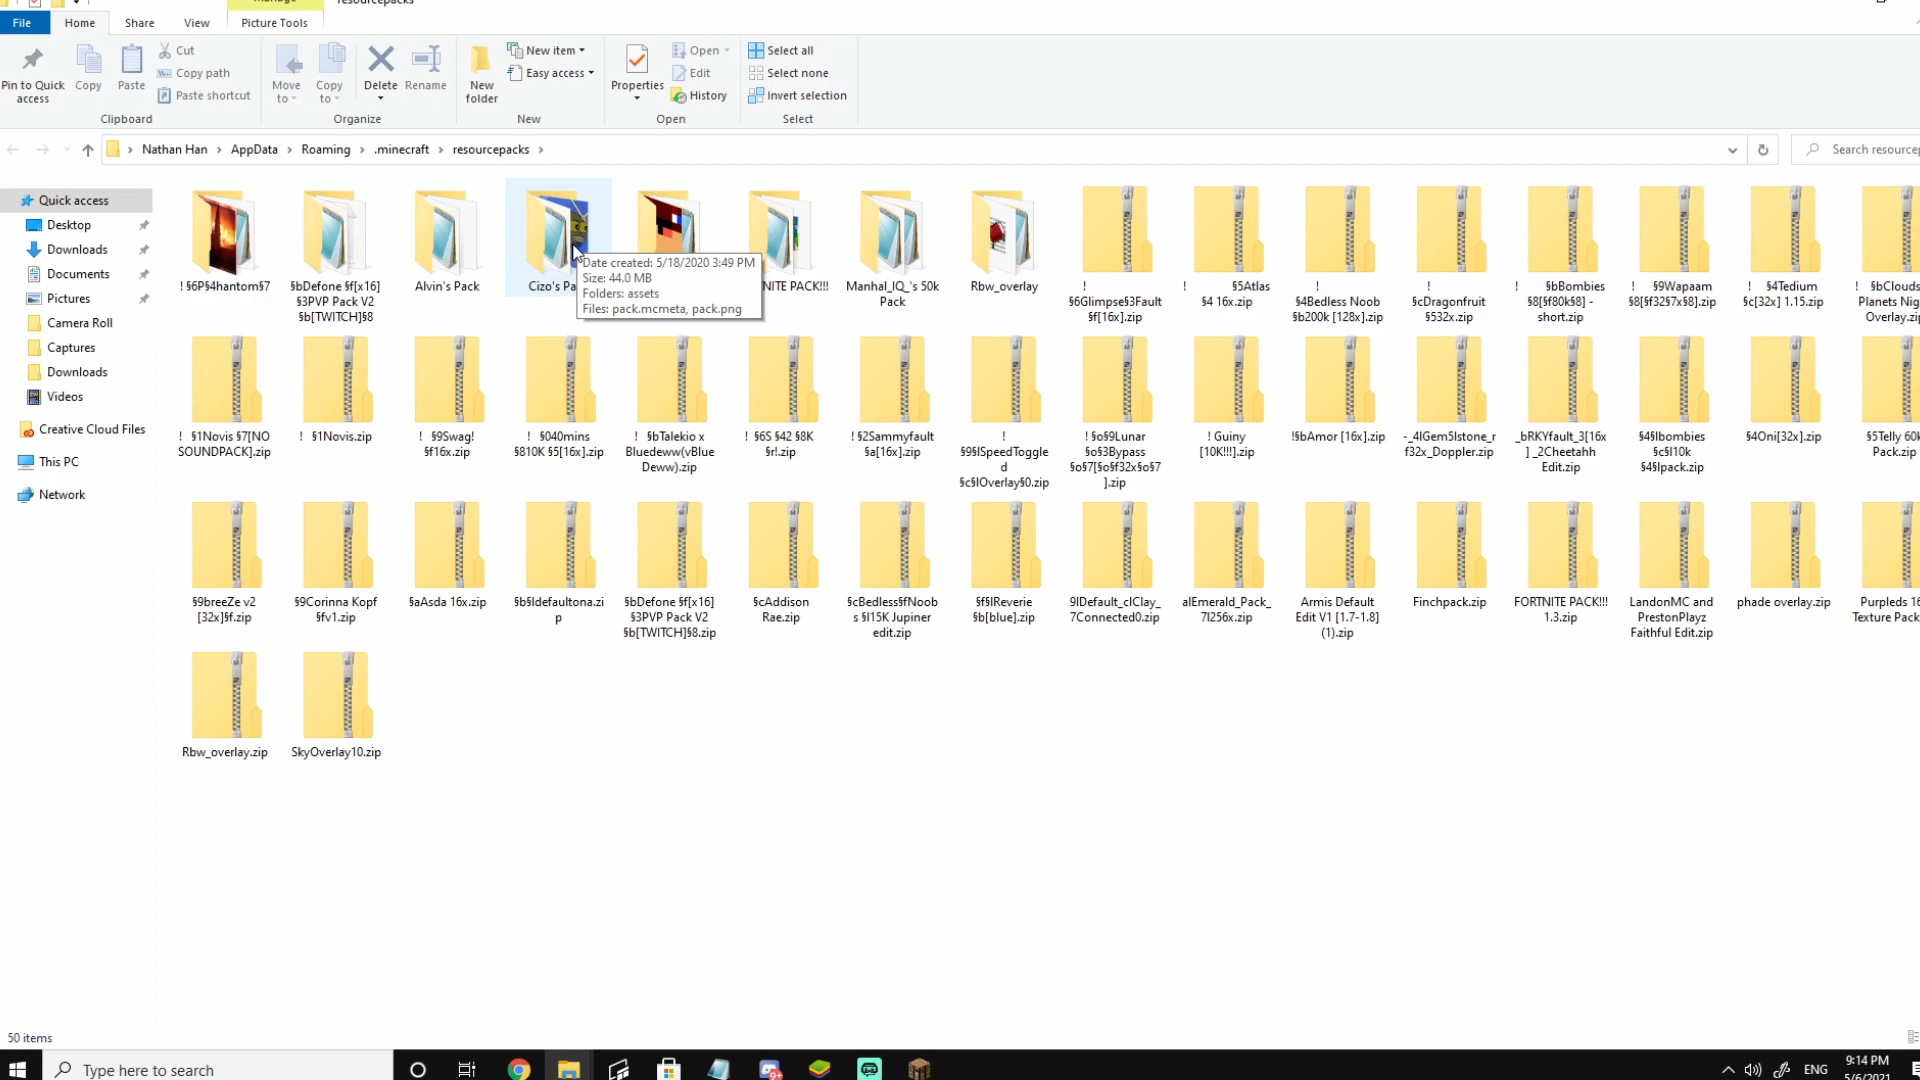 resourcepacks
File
Home
Share
View
Picture Tools
Pin to Quick access
Copy
Paste
Cut
Copy path
Paste shortcut
Clipboard
Move to
Copy to
Delete
Rename
Organize
New folder
New item
Easy access
New
Properties
Open
Edit
History
Open
Select all
Select none
Invert selection
Select
Nathan Han > AppData > Roaming > .minecraft > resourcepacks >
Quick access
Desktop
Downloads
Documents
Pictures
Camera Roll
Captures
Downloads
Videos
Creative Cloud Files
This PC
Network
! §6P§4hantom§7
§bDefone §f[x16]
§3PVP Pack V2
§b[TWITCH]§8
Alvin's Pack
Cizo's
Date created: 5/18/2020 3:49 PM
Size: 44.0 MB
Folders: assets
Files: pack.mcmeta, pack.png
PACK!!!
Manhal_IQ_'s 50k
Pack
Rbw_overlay
!
§6Glimpse§3Fault
§f[16x].zip
! §5Atlas
§4 16x.zip
!
§4Bedless Noob
§b200k [128x].zip
!
§cDragonfruit
§532x.zip
! §bBombies
§8[§f80k§8] -
short.zip
! §9Wapaam
§8[§f32§7x§8].zip
! §4Tedium
§c[32x] 1.15.zip
! §bClouds
Planets Nig
! §1Novis §7[NO
SOUNDPACK].zip
! §1Novis.zip
! §9Swag!
§f16x.zip
! §040mins
§810K §5[16x].zip
! §bTalekio x
Bluedeww(vBlue
Deww).zip
! §6S §42 §8K
§r!.zip
! §2Sammyfault
§a[16x].zip
!
§9§lSpeedToggle
d
§c§lOverlay§0.zip
! §o§9Lunar
§o§3Bypass
§o§7[§o§f32x§o§7
].zip
! Guiny
[10K!!!].zip
!§bAmor [16x].zip
-_4lGem5lstone_r
f32x_Doppler.zip
_bRKYfault_3[16x
] _2Cheetahh
Edit.zip
§4§lbombies
§c§l10k
§4§lpack.zip
§4Oni[32x].zip
§5Telly 60
Pack.zip
§9breeZe v2
[32x]§f.zip
§9Corinna Kopf
§fv1.zip
§aAsda 16x.zip
§b§ldefaultona.zi
p
§bDefone §f[x16]
§3PVP Pack V2
§b[TWITCH]§8.zip
§cAddison
Rae.zip
§cBedless§fNoob
s §l15K Jupiner
edit.zip
§f§lReverie
§b[blue].zip
9lDefault_clClay_
7Connected0.zip
alEmerald_Pack_
7l256x.zip
Armis Default
Edit V1 [1.7-1.8]
(1).zip
Finchpack.zip
FORTNITE PACK!!!
1.3.zip
LandonMC and
PrestonPlayz
Faithful Edit.zip
phade overlay.zip
Purpleds 16
Texture Pack
Rbw_overlay.zip
SkyOverlay10.zip
50 items
Type here to search
ENG
9:14 PM
5/6/2021